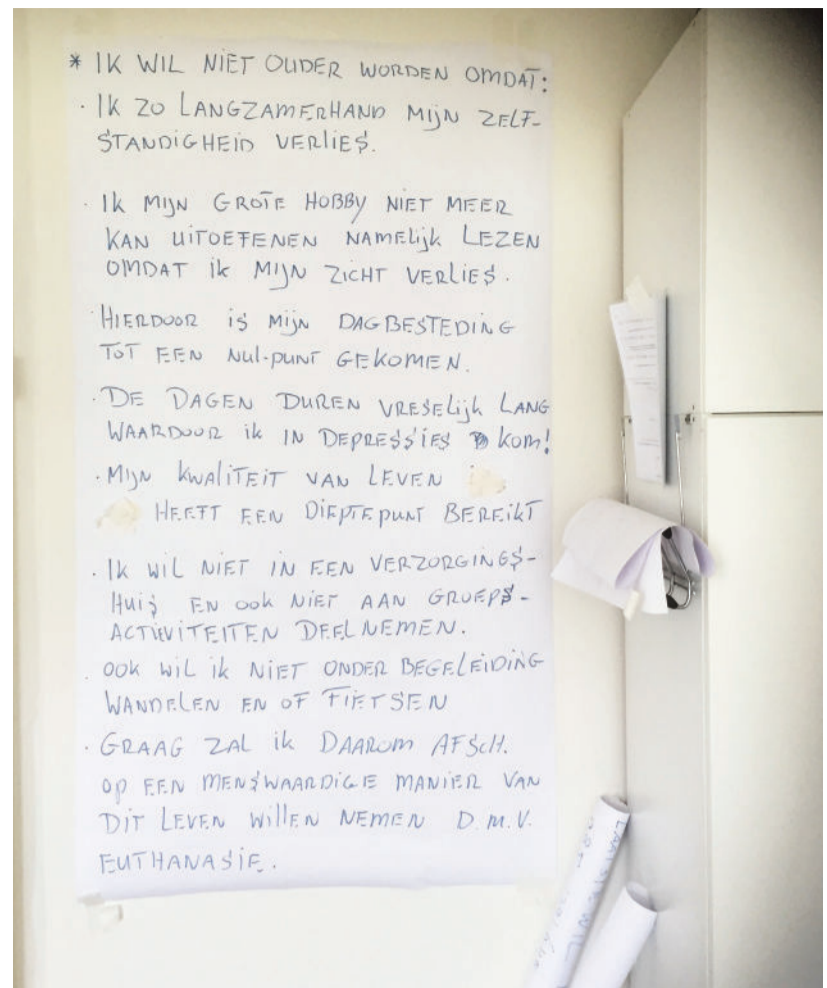 * IK WIL NIET OUDER WORDEN OMDAT:
· IK ZO LANGZAMERHAND MIJN ZELF-
STANDIGHEID VERLIES.
· IK MIJN GROTE HOBBY NIET MEER
KAN UITOEFENEN NAMELIJK LEZEN
OMDAT IK MIJN ZICHT VERLIES.
· HIERDOOR IS MIJN DAGBESTEDING
TOT EEN NUL-PUNT GEKOMEN.
· DE DAGEN DUREN VRESELIJK LANG
WAARDOOR IK IN DEPRESSIES KOM!
· MIJN KWALITEIT VAN LEVEN
HEEFT EEN DIEPTEPUNT BEREIKT
· IK WIL NIET IN EEN VERZORGINGS-
HUIS EN OOK NIET AAN GROEPS-
ACTIVITEITEN DEELNEMEN.
· OOK WIL IK NIET ONDER BEGELEIDING
WANDELEN EN OF FIETSEN
· GRAAG ZAL IK DAAROM AFSCH.
OP EEN MENSWAARDIGE MANIER VAN
DIT LEVEN WILLEN NEMEN D.M.V.
EUTHANASIE.